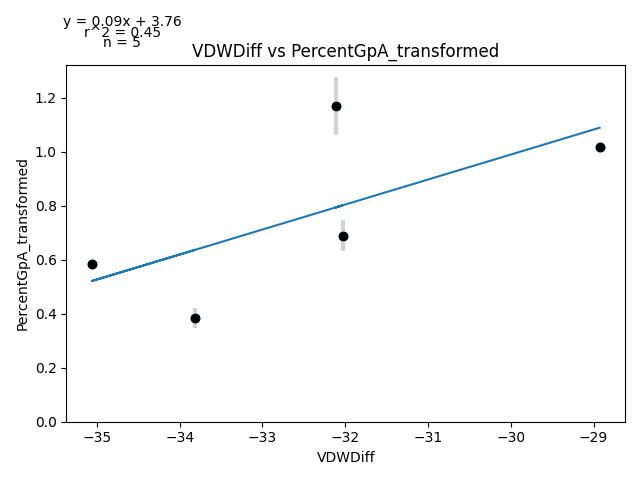 y = 0.09x + 3.76
r^2 = 0.45
n = 5
VDWDiff vs PercentGpA_transformed
PercentGpA_transformed
1.2
1.0
0.8
0.6
0.4
0.2
0.0
−35
−34
−33
−32
−31
−30
−29
VDWDiff